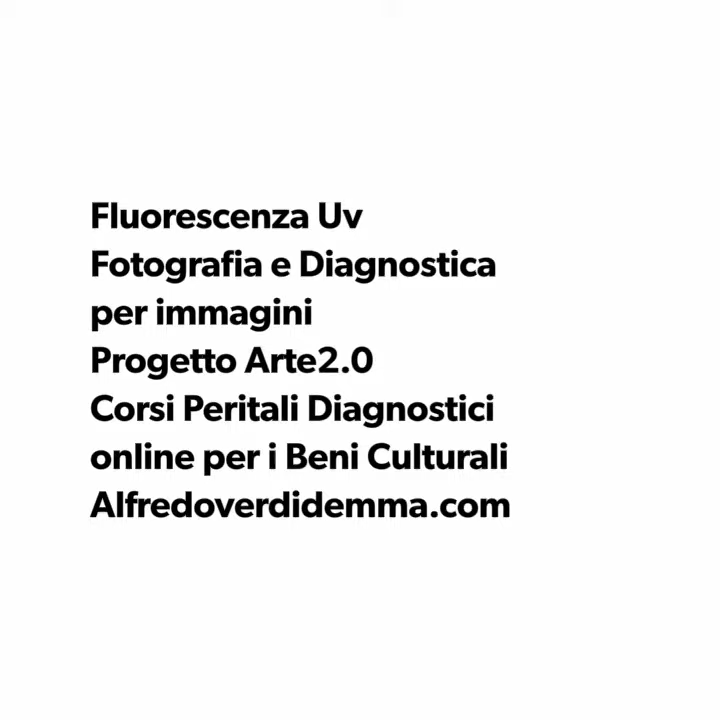 Fluorescenza Uv
Fotografia e Diagnostica
per immagini
Progetto Arte2.0
Corsi Peritali Diagnostici
online per i Beni Culturali
Alfredoverdidemma.com